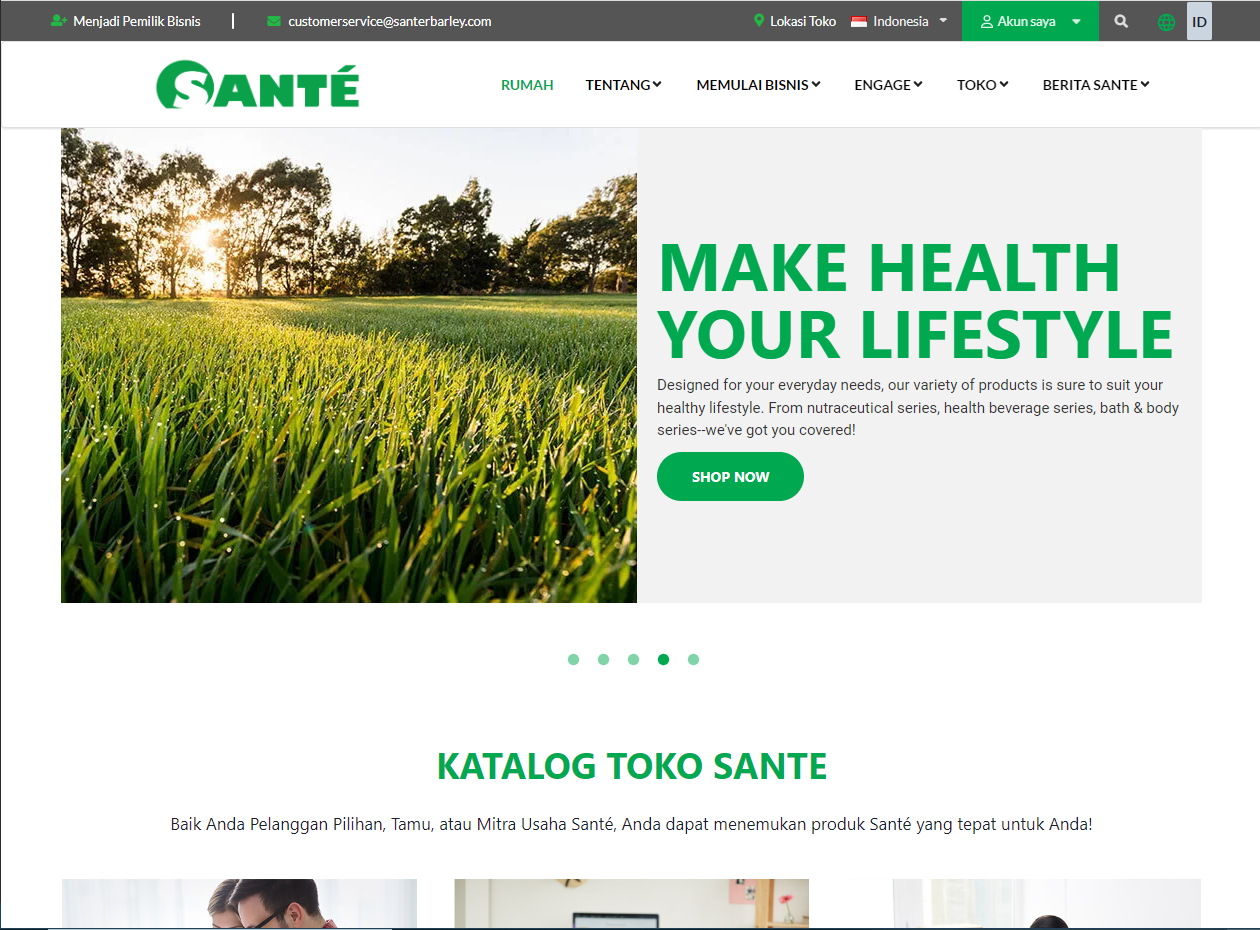 Menjadi Pemilik Bisnis
customerservice@santerbarley.com
Lokasi Toko
Indonesia
Akun saya
ID
SANTÉ
RUMAH
TENTANG
MEMULAI BISNIS
ENGAGE
TOKO
BERITA SANTE
MAKE HEALTH
YOUR LIFESTYLE
Designed for your everyday needs, our variety of products is sure to suit your
healthy lifestyle. From nutraceutical series, health beverage series, bath & body
series--we've got you covered!
SHOP NOW
KATALOG TOKO SANTE
Baik Anda Pelanggan Pilihan, Tamu, atau Mitra Usaha Santé, Anda dapat menemukan produk Santé yang tepat untuk Anda!